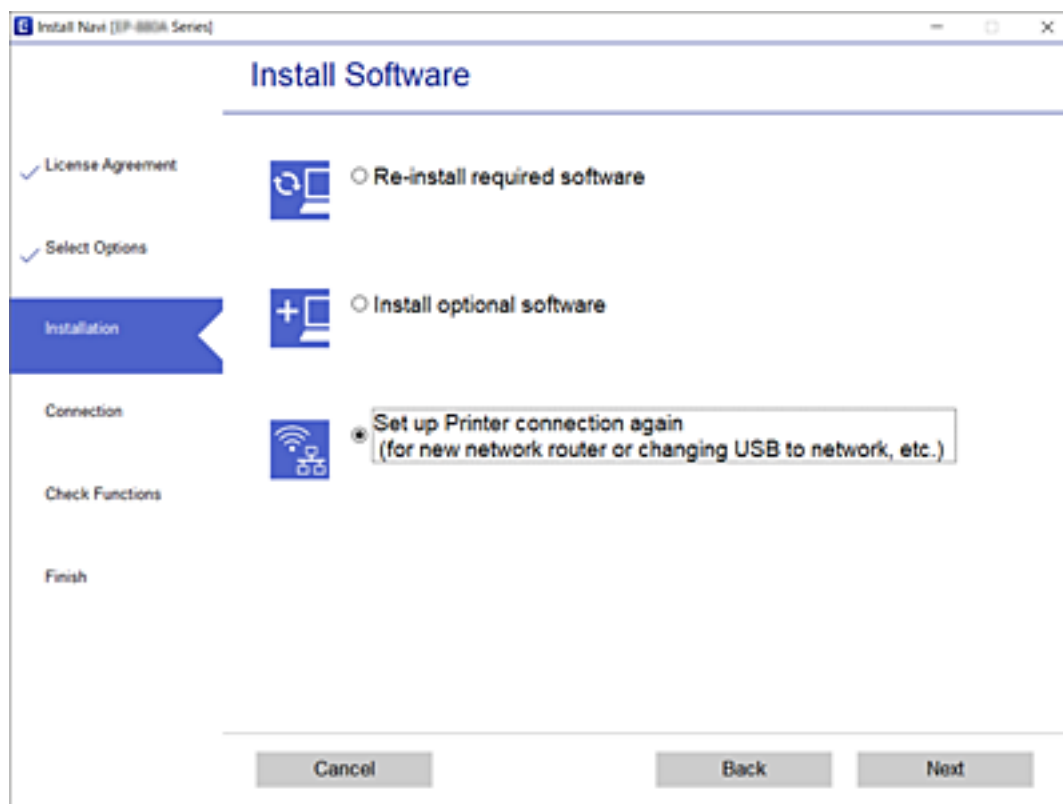 Install Navi [ Series]
Install Software
License Agreement
Select Options
Installation
Connection
Check Functions
Finish
Re-install required software
Install optional software
Set up Printer connection again
(for new network router or changing USB to network, etc.)
Cancel
Back
Next